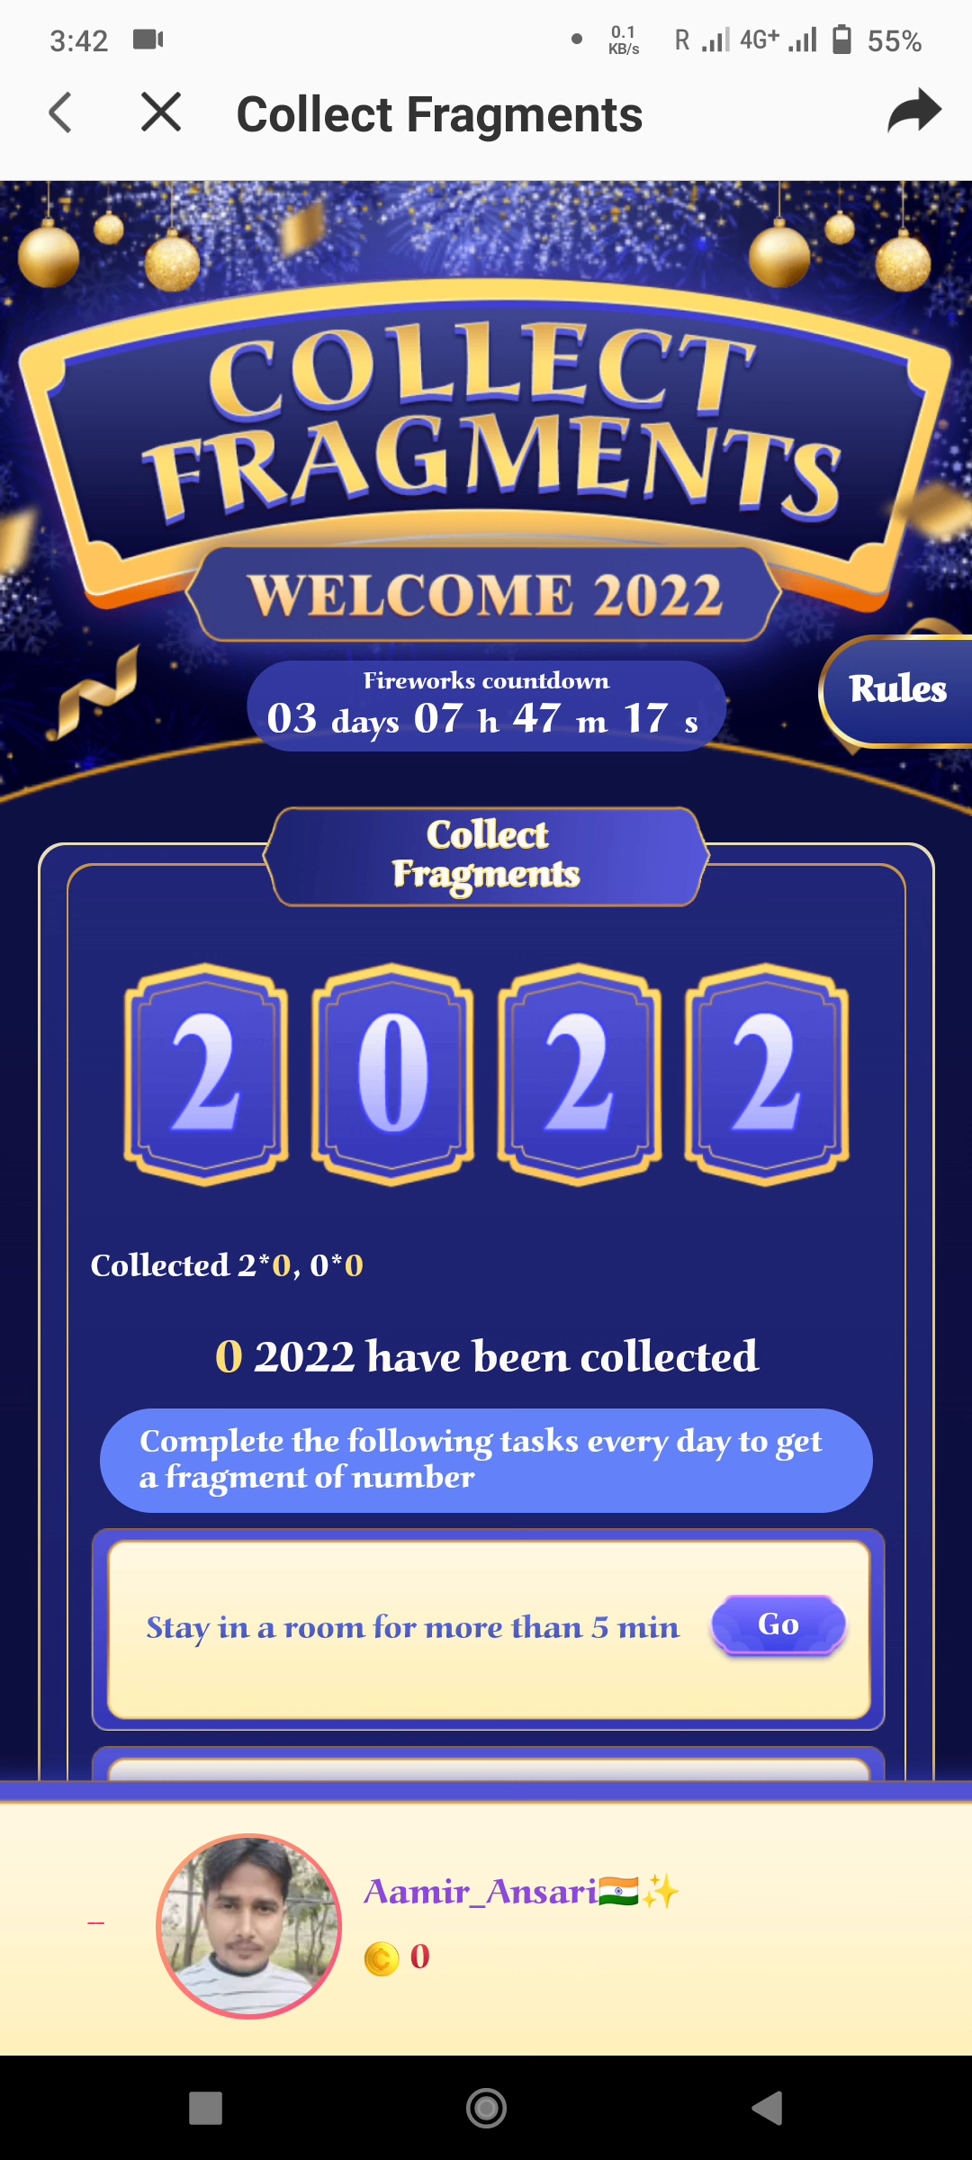 3:42
0.1
KB/s
R
4G+
55%
Collect Fragments
COLLECT
FRAGMENTS
WELCOME 2022
Rules
Fireworks countdown
03 days 07 h 47 m 17 s
Collect
Fragments
2 0 2 2
Collected 2*0, 0*0
0 2022 have been collected
Complete the following tasks every day to get
a fragment of number
Stay in a room for more than 5 min
Go
Aamir_Ansari🇮🇳✨
–
0